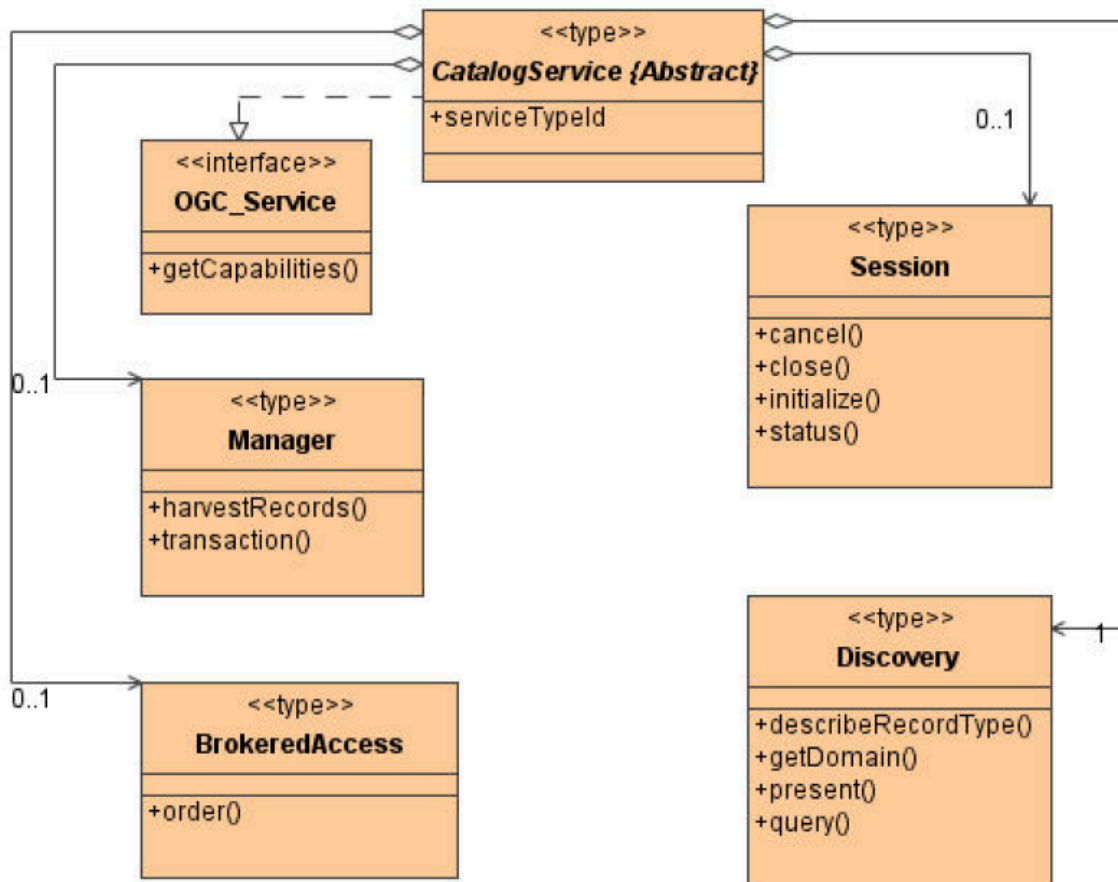 <<type>>
CatalogService {Abstract}
+serviceTypeId
0..1
<<interface>>
OGC_Service
+getCapabilities()
<<type>>
Session
+cancel()
+close()
+initialize()
+status()
0..1
<<type>>
Manager
+harvestRecords()
+transaction()
<<type>>
Discovery
+describeRecordType()
+getDomain()
+present()
+query()
1
0..1
<<type>>
BrokeredAccess
+order()